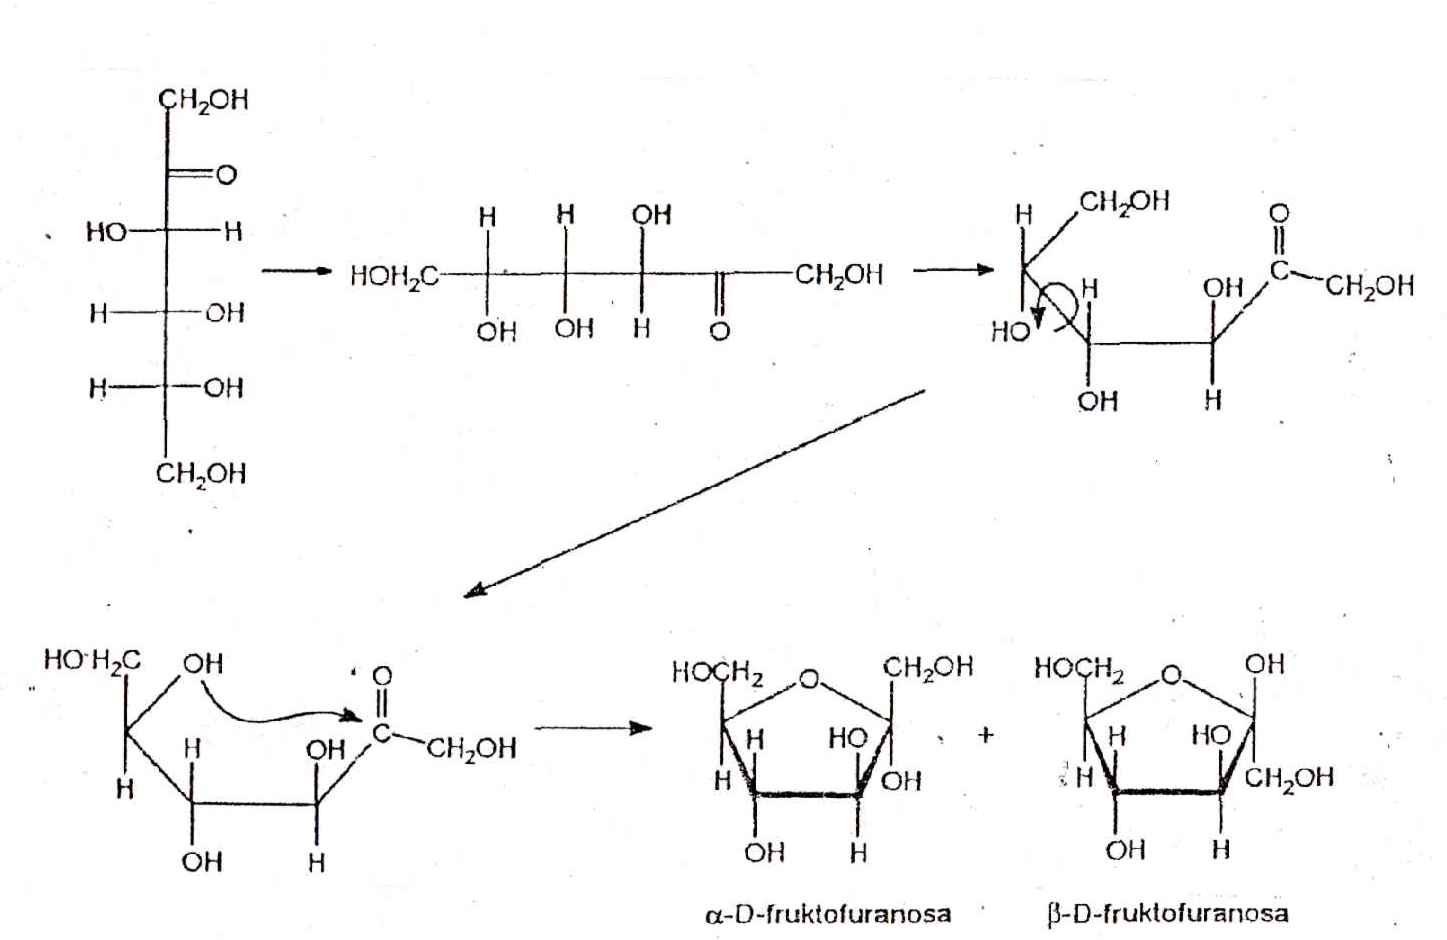 CH₂OH
O
HO H
H OH
H OH
CH₂OH
H H OH
HOH₂C CH₂OH
OH OH H O
H CH₂OH
HO H
OH
OH
H
O
C CH₂OH
HO-H₂C OH
H
H
OH
OH
H
O
C CH₂OH
HOCH₂ O CH₂OH
H HO
H OH
OH H
α-D-fruktofuranosa
+
HOCH₂ O OH
H HO
H CH₂OH
OH H
β-D-fruktofuranosa